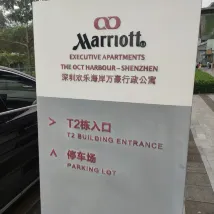 Marriott
EXECUTIVE APARTMENTS
THE OCT HARBOUR – SHENZHEN
深圳欢乐海岸万豪行政公寓
> T2栋入口
T2 BUILDING ENTRANCE
∧ 停车场
PARKING LOT